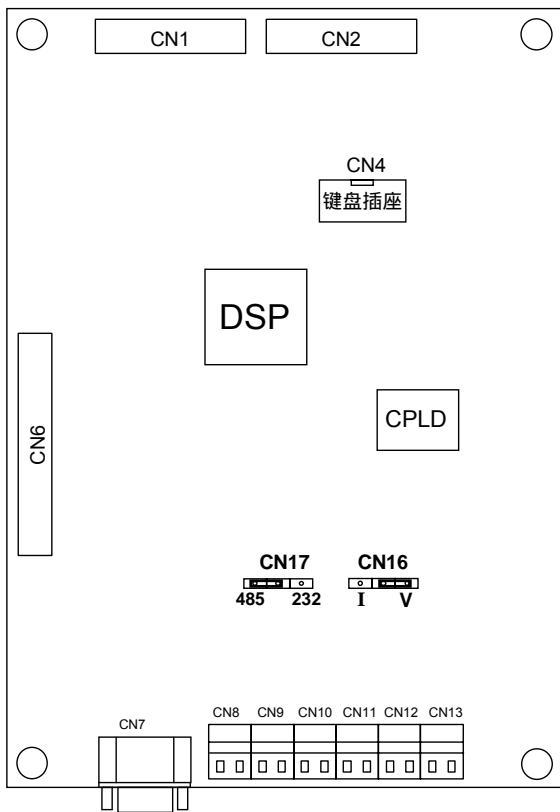 CN1
CN2
CN4
键盘插座
DSP
CPLD
CN6
CN17
CN16
485
232
I
V
CN7
CN8
CN9
CN10
CN11
CN12
CN13